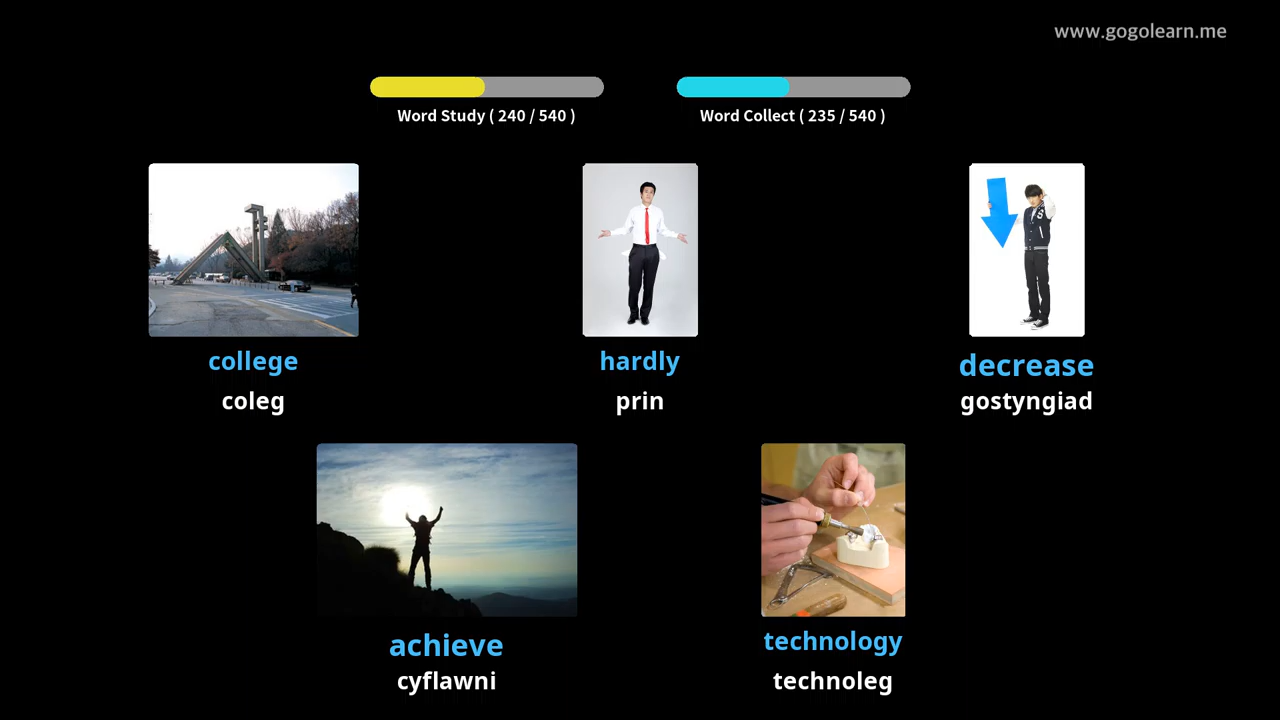 www.gogolearn.me
Word Study ( 240 / 540 )
Word Collect ( 235 / 540 )
college
coleg
hardly
prin
decrease
gostyngiad
achieve
cyflawni
technology
technoleg